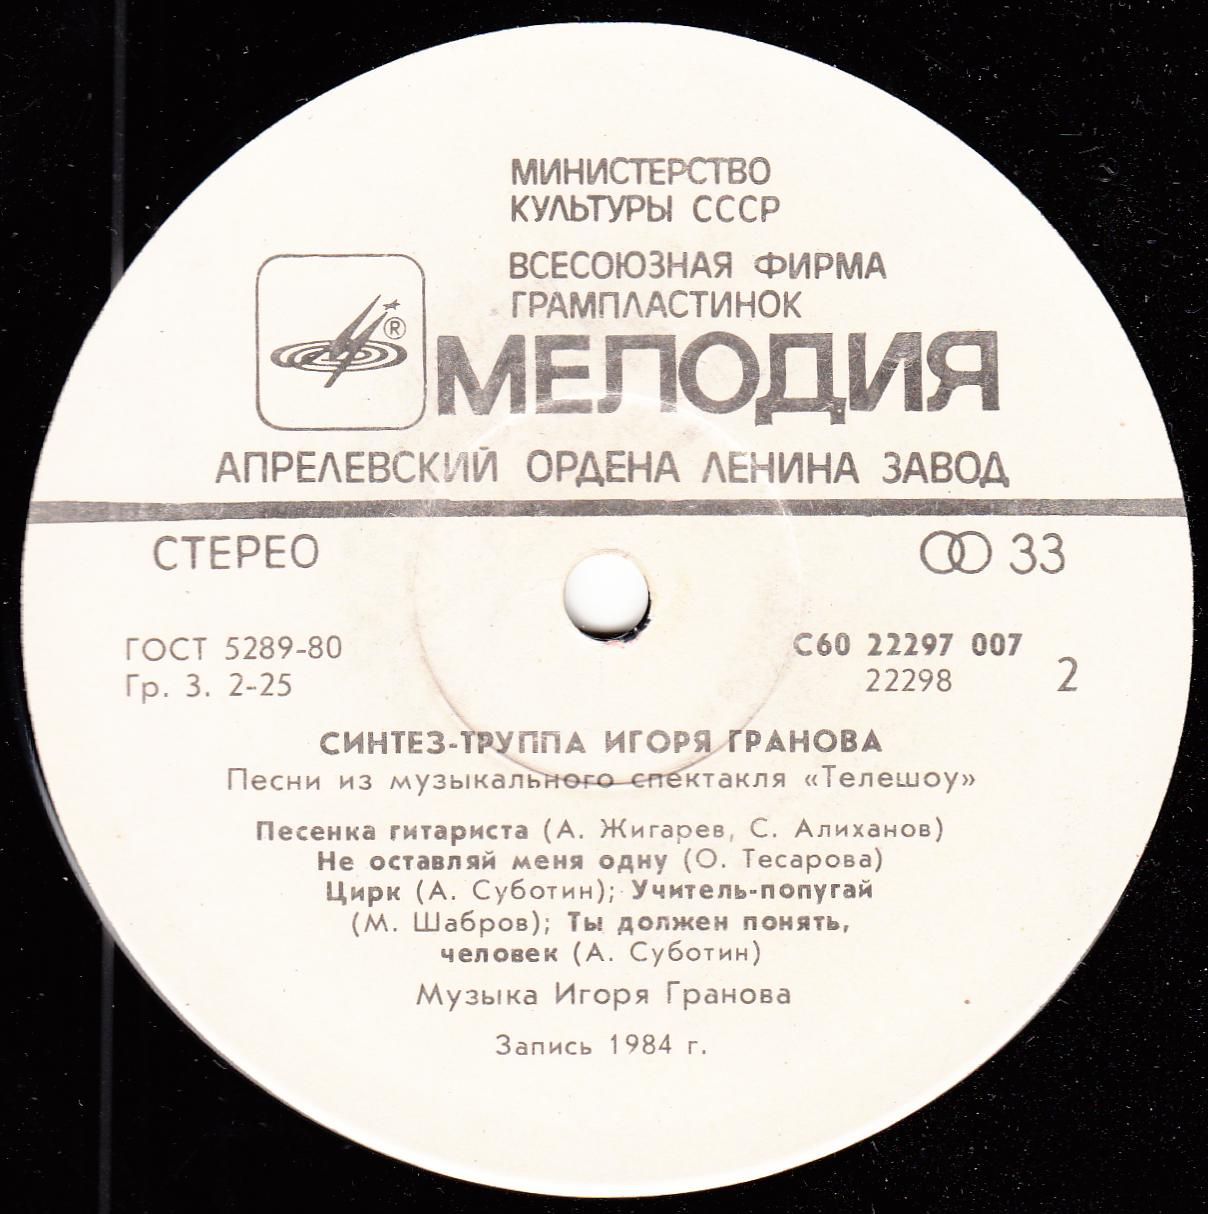 МИНИСТЕРСТВО
КУЛЬТУРЫ СССР
ВСЕСОЮЗНАЯ ФИРМА
ГРАМПЛАСТИНОК
®
МЕЛОДИЯ
АПРЕЛЕВСКИЙ ОРДЕНА ЛЕНИНА ЗАВОД
СТЕРЕО
33
ГОСТ 5289-80
Гр. 3. 2-25
С60 22297 007
22298
2
СИНТЕЗ-ТРУППА ИГОРЯ ГРАНОВА
Песни из музыкального спектакля «Телешоу»
Песенка гитариста (А. Жигарев, С. Алиханов)
Не оставляй меня одну (О. Тесарова)
Цирк (А. Суботин); Учитель-попугай
(М. Шабров); Ты должен понять,
человек (А. Суботин)
Музыка Игоря Гранова
Запись 1984 г.